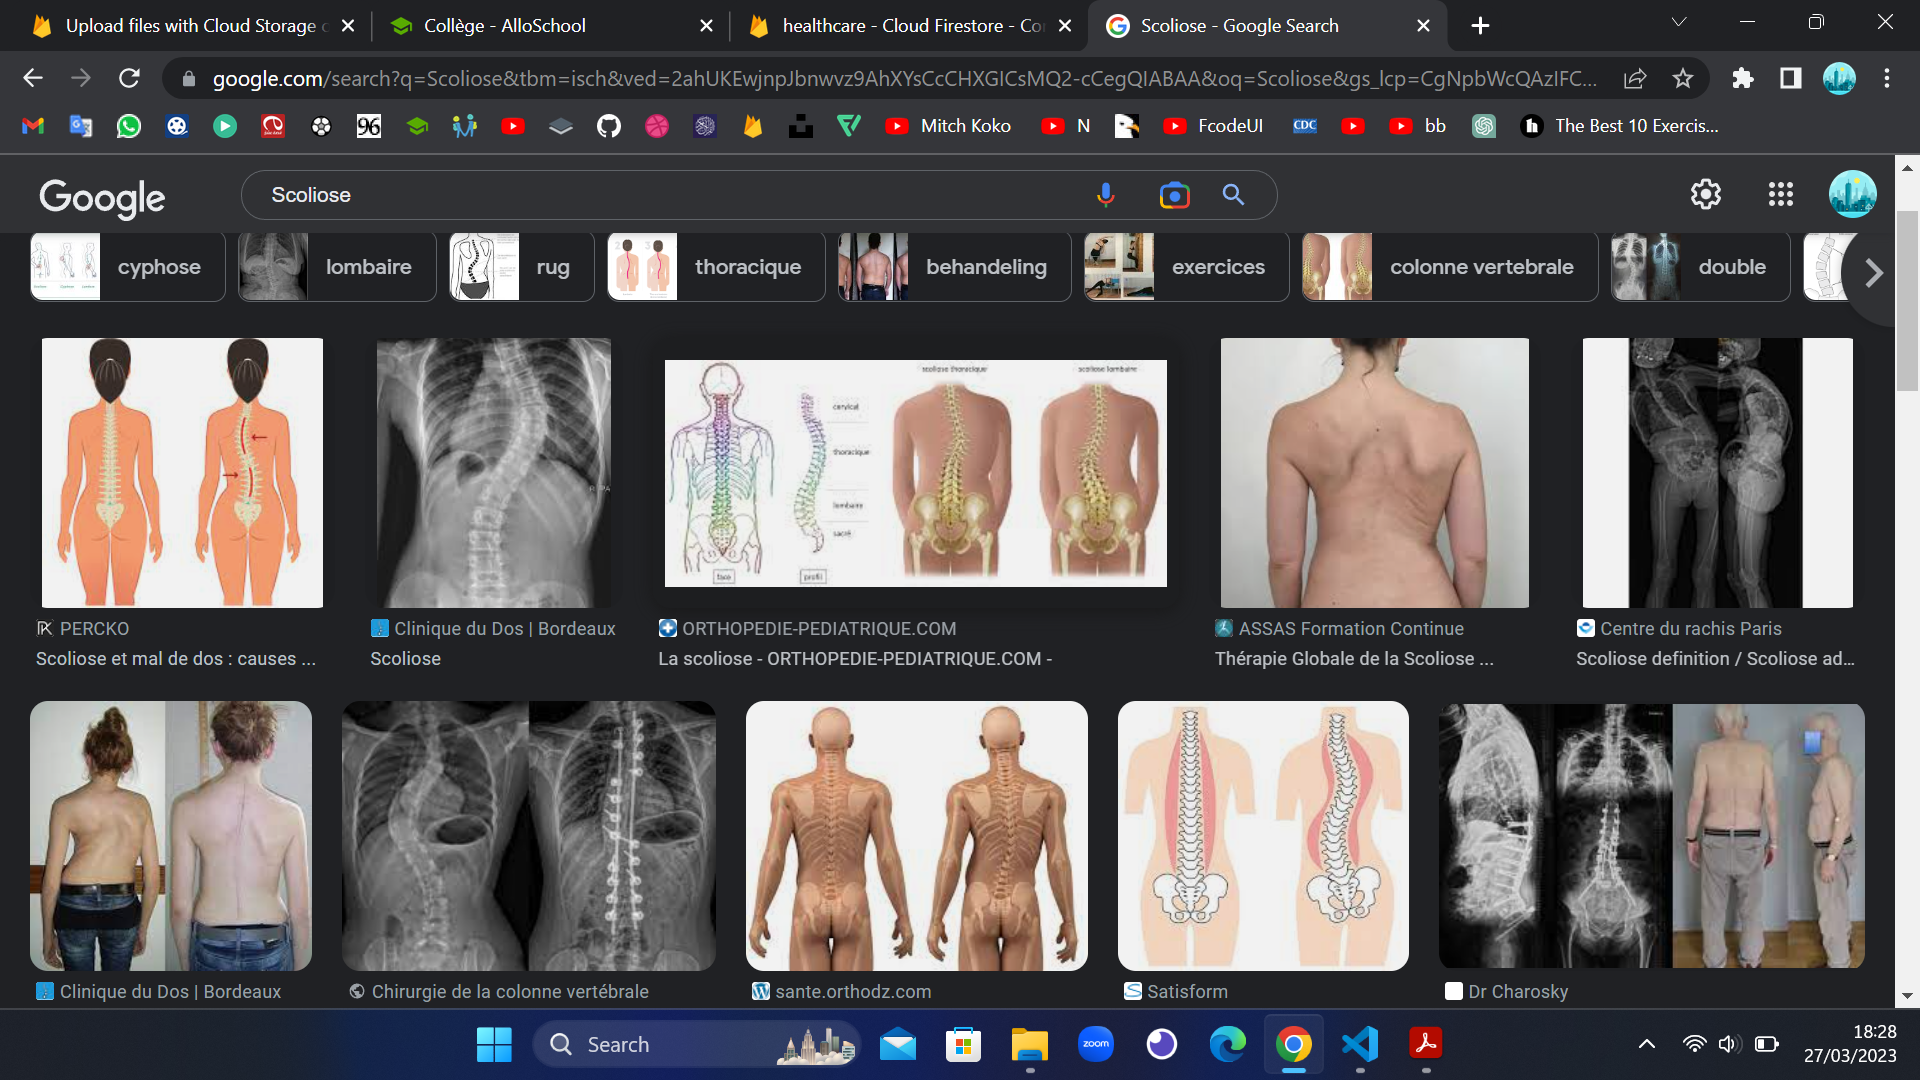 Upload files with Cloud Storage
Collège - AlloSchool
healthcare - Cloud Firestore - Co
Scoliose - Google Search
google.com/search?q=Scoliose&tbm=isch&ved=2ahUKEwjnpJbnwvz9AhXYsCcCHXGICsMQ2-cCegQIABAA&oq=Scoliose&gs_lcp=CgNpbWcQAzIFC...
96
Mitch Koko
N
FcodeUI
CDC
bb
h
The Best 10 Exercis...
Google
Scoliose
cyphose
lombaire
rug
thoracique
behandeling
exercices
colonne vertebrale
double
scoliose thoracique
scoliose lombaire
cervical
thoracique
lombaire
sacré
face
profil
PERCKO
Clinique du Dos | Bordeaux
ORTHOPEDIE-PEDIATRIQUE.COM
ASSAS Formation Continue
Centre du rachis Paris
Scoliose et mal de dos : causes ...
Scoliose
La scoliose - ORTHOPEDIE-PEDIATRIQUE.COM -
Thérapie Globale de la Scoliose ...
Scoliose definition / Scoliose ad...
Clinique du Dos | Bordeaux
Chirurgie de la colonne vertébrale
sante.orthodz.com
Satisform
Dr Charosky
Search
zoom
18:28
27/03/2023